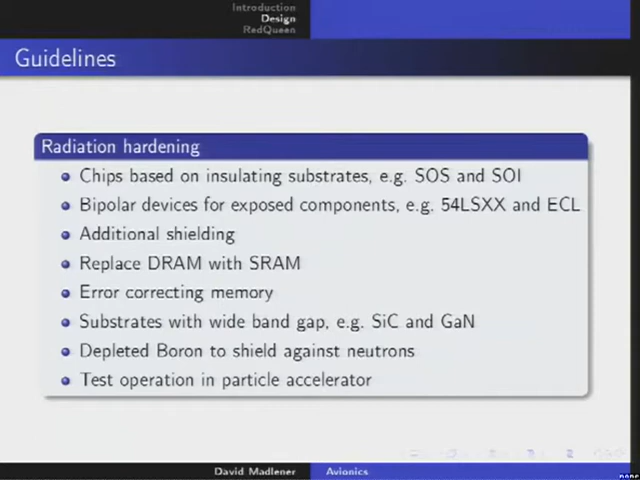 Introduction
Design
RedQueen
Guidelines
Radiation hardening
Chips based on insulating substrates, e.g. SOS and SOI
Bipolar devices for exposed components, e.g. 54LSXX and ECL
Additional shielding
Replace DRAM with SRAM
Error correcting memory
Substrates with wide band gap, e.g. SiC and GaN
Depleted Boron to shield against neutrons
Test operation in particle accelerator
David Madlener Avionics